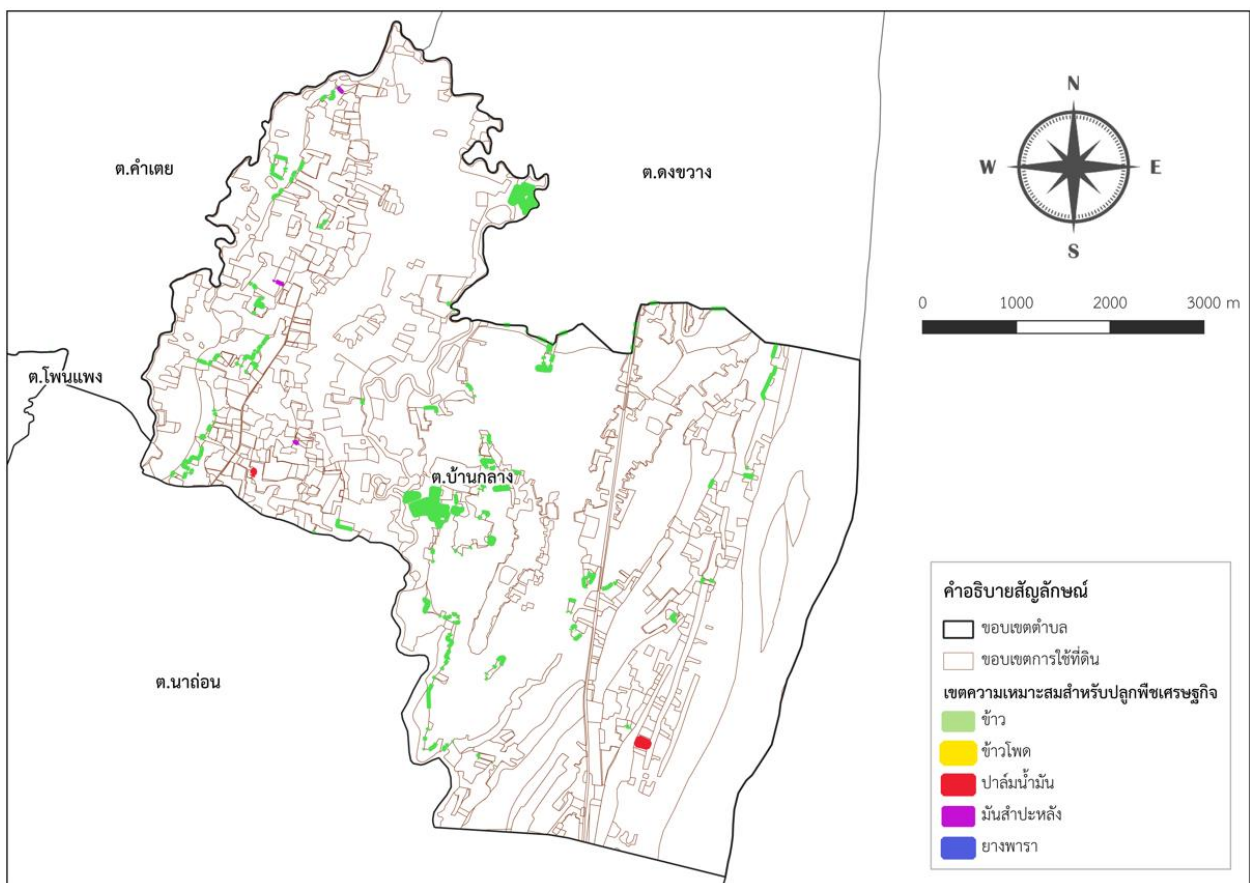 N
W
E
S
0 1000 2000 3000 m
ต.คำเตย
ต.ดงขวาง
ต.โพนแพง
ต.บ้านกลาง
ต.นาถ่อน
คำอธิบายสัญลักษณ์
ขอบเขตตำบล
ขอบเขตการใช้ที่ดิน
เขตความเหมาะสมสำหรับปลูกพืชเศรษฐกิจ
ข้าว
ข้าวโพด
ปาล์มน้ำมัน
มันสำปะหลัง
ยางพารา